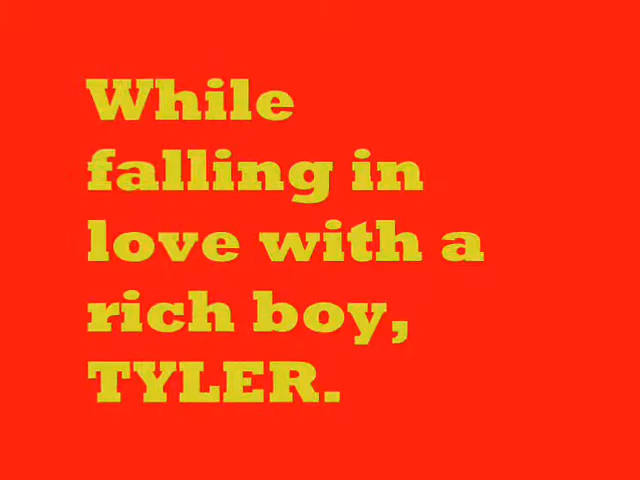 While
falling in
love with a
rich boy,
TYLER.